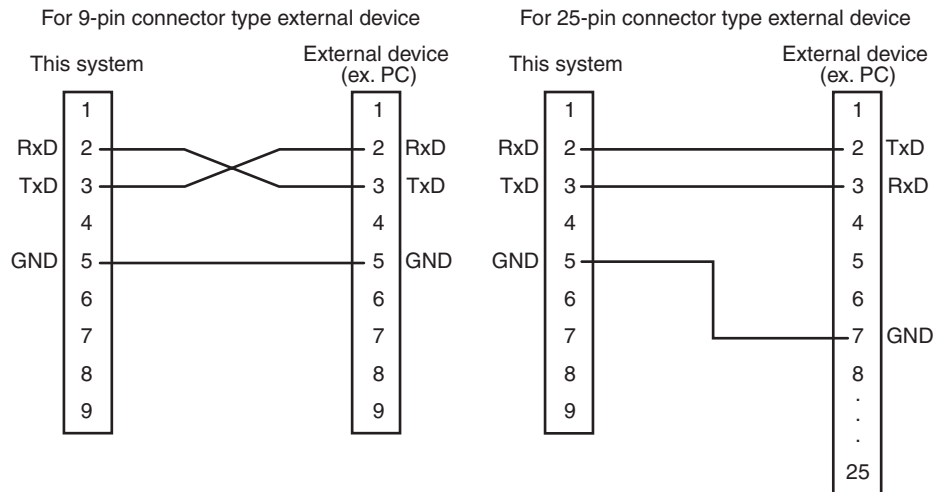 For 9-pin connector type external device
This system
External device
(ex. PC)
1 1
RxD 2 2 RxD
TxD 3 3 TxD
4 4
GND 5 5 GND
6 6
7 7
8 8
9 9
For 25-pin connector type external device
This system
External device
(ex. PC)
1 1
RxD 2 2 TxD
TxD 3 3 RxD
4 4
GND 5 5
6 6
7 7 GND
8 8
9 .
.
.
25